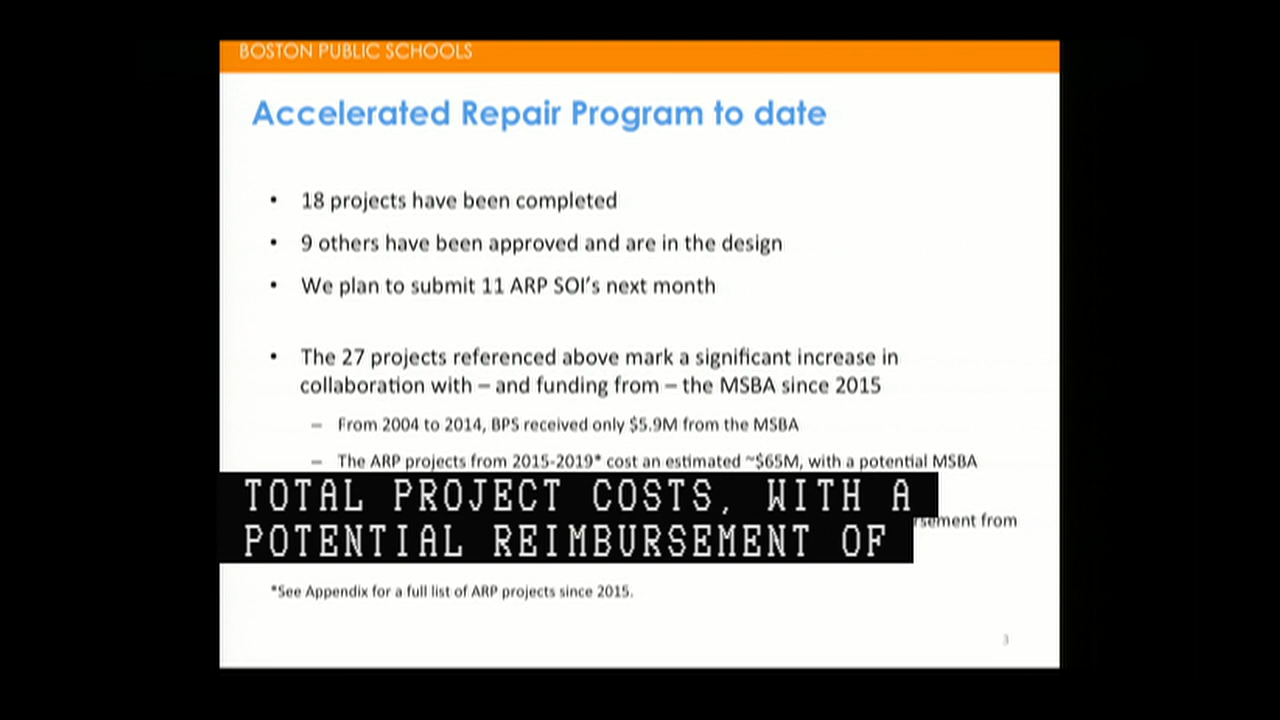 BOSTON PUBLIC SCHOOLS
Accelerated Repair Program to date
• 18 projects have been completed
• 9 others have been approved and are in the design
• We plan to submit 11 ARP SOI's next month
• The 27 projects referenced above mark a significant increase in
collaboration with – and funding from – the MSBA since 2015
– From 2004 to 2014, BPS received only $5.9M from the MSBA
– The ARP projects from 2015-2019* cost an estimated ~$65M, with a potential MSBA
TOTAL PROJECT COSTS, WITH A
from
POTENTIAL REIMBURSEMENT OF
*See Appendix for a full list of ARP projects since 2015.
3